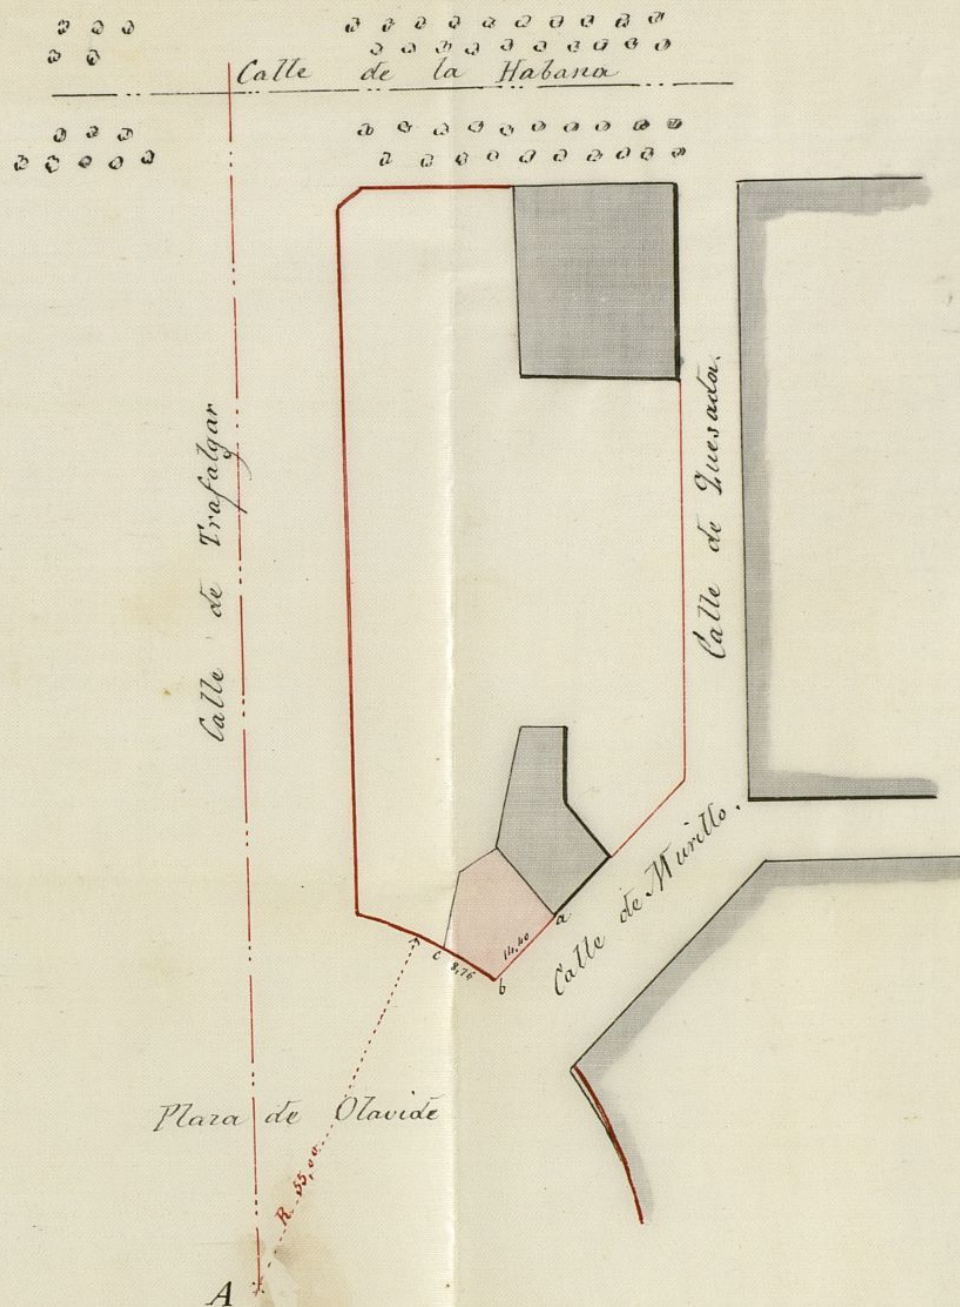 Calle de la Habana
Calle de Trafalgar
Calle de Quesada.
Calle de Murillo.
a
14,40
c
8,76
b
Plaza de Olavide
R. 55,00
A